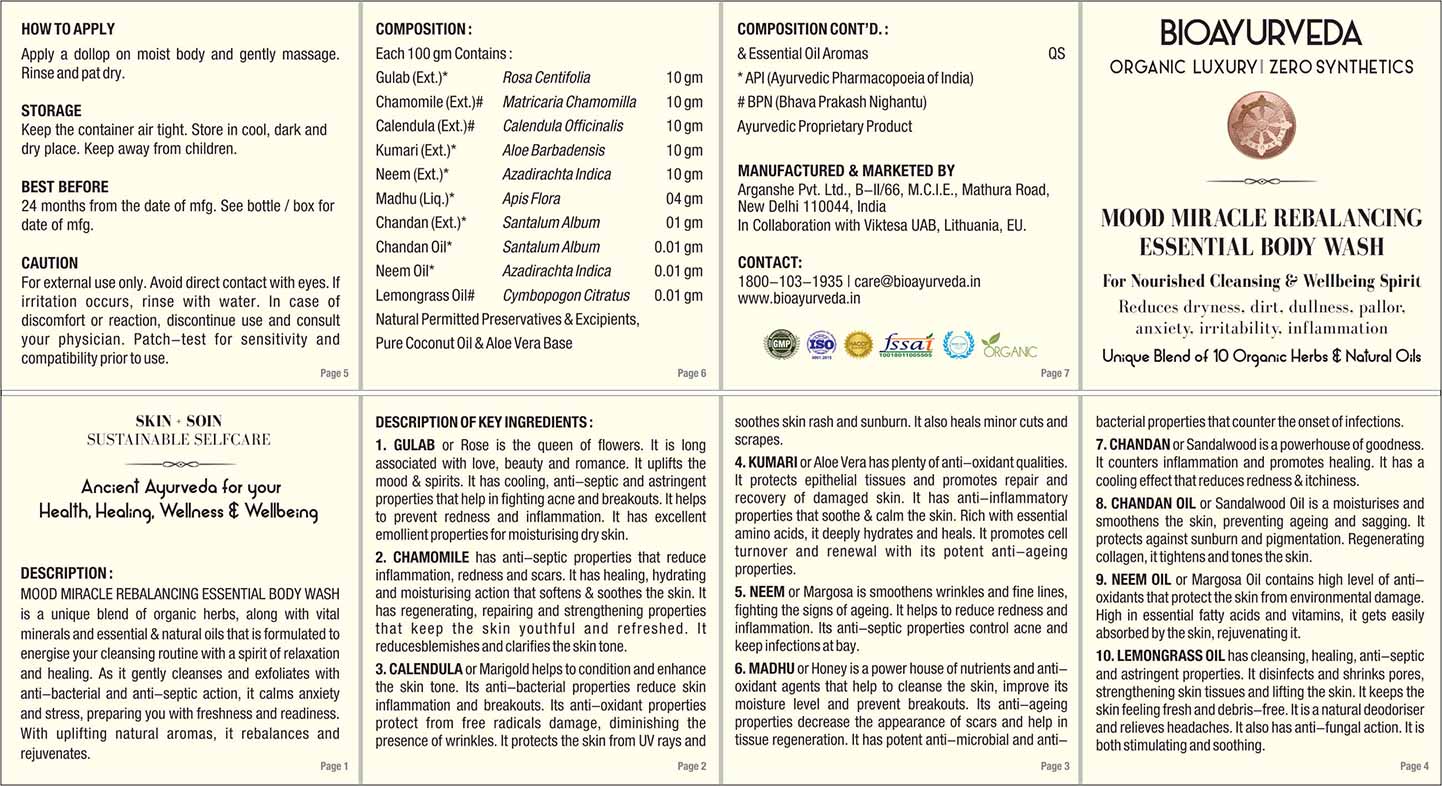 HOW TO APPLY
Apply a dollop on moist body and gently massage.
Rinse and pat dry.
STORAGE
Keep the container air tight. Store in cool, dark and
dry place. Keep away from children.
BEST BEFORE
24 months from the date of mfg. See bottle / box for
date of mfg.
CAUTION
For external use only. Avoid direct contact with eyes. If
irritation occurs, rinse with water. In case of
discomfort or reaction, discontinue use and consult
your physician. Patch-test for sensitivity and
compatibility prior to use.
Page 5
COMPOSITION :
Each 100 gm Contains :
Gulab (Ext.)* Rosa Centifolia 10 gm
Chamomile (Ext.)# Matricaria Chamomilla 10 gm
Calendula (Ext.)# Calendula Officinalis 10 gm
Kumari (Ext.)* Aloe Barbadensis 10 gm
Neem (Ext.)* Azadirachta Indica 10 gm
Madhu (Liq.)* Apis Flora 04 gm
Chandan (Ext.)* Santalum Album 01 gm
Chandan Oil* Santalum Album 0.01 gm
Neem Oil* Azadirachta Indica 0.01 gm
Lemongrass Oil# Cymbopogon Citratus 0.01 gm
Natural Permitted Preservatives & Excipients,
Pure Coconut Oil & Aloe Vera Base
Page 6
COMPOSITION CONT'D. :
& Essential Oil Aromas QS
* API (Ayurvedic Pharmacopoeia of India)
# BPN (Bhava Prakash Nighantu)
Ayurvedic Proprietary Product
MANUFACTURED & MARKETED BY
Arganshe Pvt. Ltd., B-II/66, M.C.I.E., Mathura Road,
New Delhi 110044, India
In Collaboration with Viktesa UAB, Lithuania, EU.
CONTACT:
1800-103-1935 | care@bioayurveda.in
www.bioayurveda.in
GMP
ISO
9001:2015
HACCP
fssai
10018011005505
ORGANIC
Page 7
BIOAYURVEDA
ORGANIC LUXURY | ZERO SYNTHETICS
MOOD MIRACLE REBALANCING
ESSENTIAL BODY WASH
For Nourished Cleansing & Wellbeing Spirit
Reduces dryness, dirt, dullness, pallor,
anxiety, irritability, inflammation
Unique Blend of 10 Organic Herbs & Natural Oils
SKIN + SOIN
SUSTAINABLE SELFCARE
Ancient Ayurveda for your
Health, Healing, Wellness & Wellbeing
DESCRIPTION :
MOOD MIRACLE REBALANCING ESSENTIAL BODY WASH
is a unique blend of organic herbs, along with vital
minerals and essential & natural oils that is formulated to
energise your cleansing routine with a spirit of relaxation
and healing. As it gently cleanses and exfoliates with
anti-bacterial and anti-septic action, it calms anxiety
and stress, preparing you with freshness and readiness.
With uplifting natural aromas, it rebalances and
rejuvenates.
Page 1
DESCRIPTION OF KEY INGREDIENTS :
1. GULAB or Rose is the queen of flowers. It is long
associated with love, beauty and romance. It uplifts the
mood & spirits. It has cooling, anti-septic and astringent
properties that help in fighting acne and breakouts. It helps
to prevent redness and inflammation. It has excellent
emollient properties for moisturising dry skin.
2. CHAMOMILE has anti-septic properties that reduce
inflammation, redness and scars. It has healing, hydrating
and moisturising action that softens & soothes the skin. It
has regenerating, repairing and strengthening properties
that keep the skin youthful and refreshed. It
reducesblemishes and clarifies the skin tone.
3. CALENDULA or Marigold helps to condition and enhance
the skin tone. Its anti-bacterial properties reduce skin
inflammation and breakouts. Its anti-oxidant properties
protect from free radicals damage, diminishing the
presence of wrinkles. It protects the skin from UV rays and
Page 2
soothes skin rash and sunburn. It also heals minor cuts and
scrapes.
4. KUMARI or Aloe Vera has plenty of anti-oxidant qualities.
It protects epithelial tissues and promotes repair and
recovery of damaged skin. It has anti-inflammatory
properties that soothe & calm the skin. Rich with essential
amino acids, it deeply hydrates and heals. It promotes cell
turnover and renewal with its potent anti-ageing
properties.
5. NEEM or Margosa is smoothens wrinkles and fine lines,
fighting the signs of ageing. It helps to reduce redness and
inflammation. Its anti-septic properties control acne and
keep infections at bay.
6. MADHU or Honey is a power house of nutrients and anti-
oxidant agents that help to cleanse the skin, improve its
moisture level and prevent breakouts. Its anti-ageing
properties decrease the appearance of scars and help in
tissue regeneration. It has potent anti-microbial and anti-
Page 3
bacterial properties that counter the onset of infections.
7. CHANDAN or Sandalwood is a powerhouse of goodness.
It counters inflammation and promotes healing. It has a
cooling effect that reduces redness & itchiness.
8. CHANDAN OIL or Sandalwood Oil is a moisturises and
smoothens the skin, preventing ageing and sagging. It
protects against sunburn and pigmentation. Regenerating
collagen, it tightens and tones the skin.
9. NEEM OIL or Margosa Oil contains high level of anti-
oxidants that protect the skin from environmental damage.
High in essential fatty acids and vitamins, it gets easily
absorbed by the skin, rejuvenating it.
10. LEMONGRASS OIL has cleansing, healing, anti-septic
and astringent properties. It disinfects and shrinks pores,
strengthening skin tissues and lifting the skin. It keeps the
skin feeling fresh and debris-free. It is a natural deodoriser
and relieves headaches. It also has anti-fungal action. It is
both stimulating and soothing.
Page 4